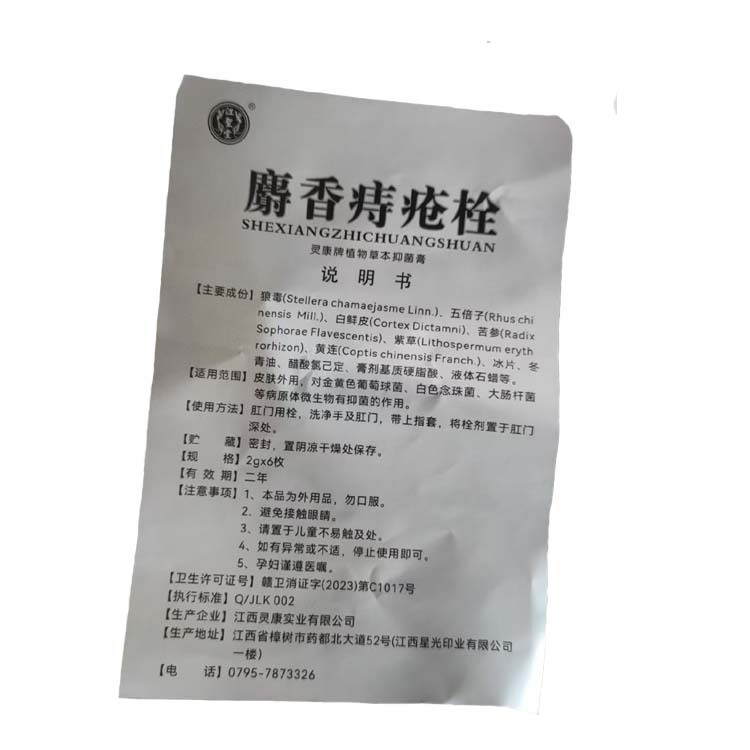 江聖堂
®
麝香痔疮栓
SHEXIANGZHICHUANGSHUAN
灵康牌植物草本抑菌膏
说明书
【主要成份】狼毒(Stellera chamaejasme Linn.)、五倍子(Rhus chi
nensis Mill.)、白鲜皮(Cortex Dictamni)、苦参(Radix
Sophorae Flavescentis)、紫草(Lithospermum eryth
rorhizon)、黄连(Coptis chinensis Franch.)、冰片、冬
青油、醋酸氯己定、膏剂基质硬脂酸、液体石蜡等。
【适用范围】皮肤外用，对金黄色葡萄球菌、白色念珠菌、大肠杆菌
等病原体微生物有抑菌的作用。
【使用方法】肛门用栓，洗净手及肛门，带上指套，将栓剂置于肛门
深处。
【贮 藏】密封，置阴凉干燥处保存。
【规 格】2gx6枚
【有 效 期】二年
【注意事项】1、本品为外用品，勿口服。
2、避免接触眼睛。
3、请置于儿童不易触及处。
4、如有异常或不适，停止使用即可。
5、孕妇谨遵医嘱。
【卫生许可证号】赣卫消证字(2023)第C1017号
【执行标准】Q/JLK 002
【生产企业】江西灵康实业有限公司
【生产地址】江西省樟树市药都北大道52号(江西星光印业有限公司
一楼)
【电 话】0795-7873326